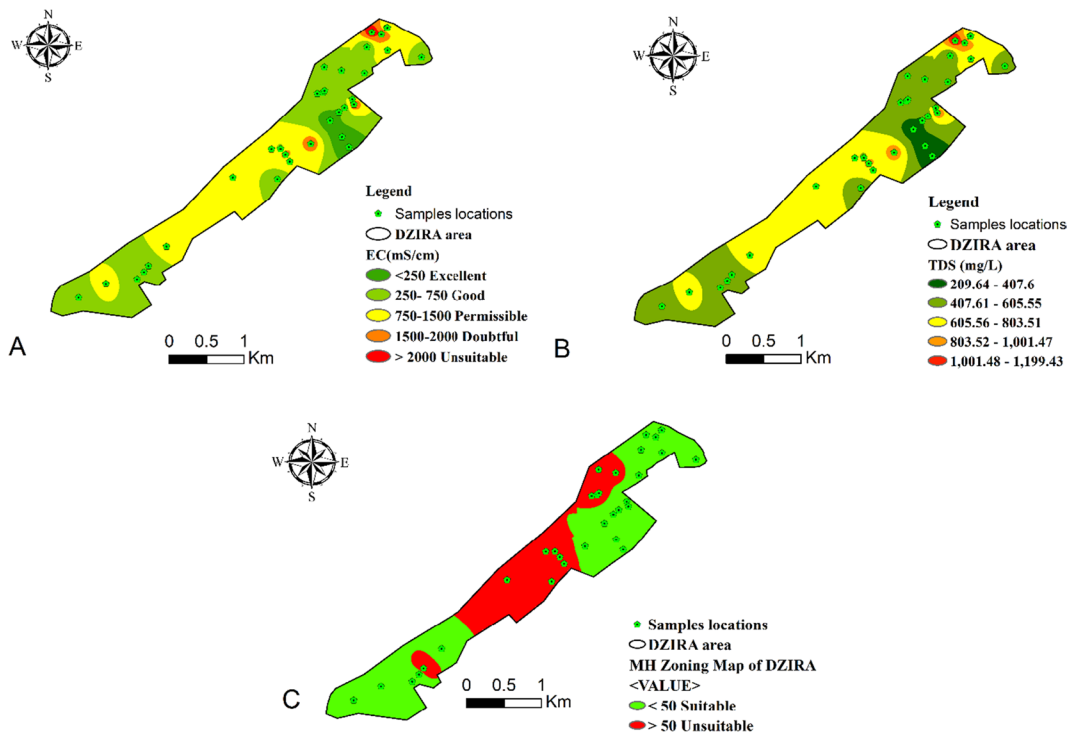 N
W E
S
Legend
Samples locations
DZIRA area
EC(mS/cm)
<250 Excellent
250- 750 Good
750-1500 Permissible
1500-2000 Doubtful
> 2000 Unsuitable
0 0.5 1
Km
A
N
W E
S
Legend
Samples locations
DZIRA area
TDS (mg/L)
209.64 - 407.6
407.61 - 605.55
605.56 - 803.51
803.52 - 1,001.47
1,001.48 - 1,199.43
0 0.5 1
Km
B
N
W E
S
Samples locations
DZIRA area
MH Zoning Map of DZIRA
<VALUE>
< 50 Suitable
> 50 Unsuitable
0 0.5 1
Km
C